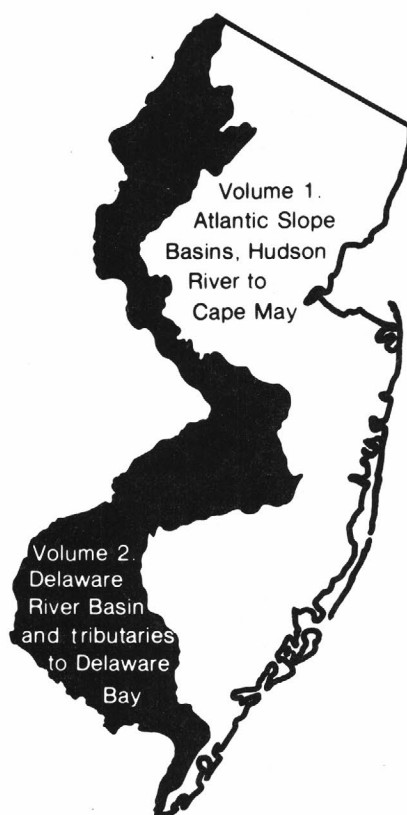 Volume 1.
Atlantic Slope
Basins, Hudson
River to
Cape May
Volume 2.
Delaware
River Basin
and tributaries
to Delaware
Bay